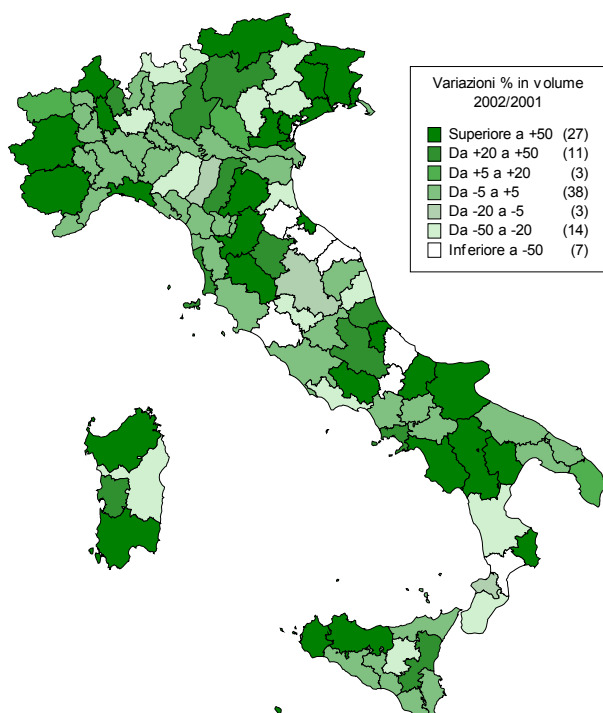 Variazioni % in volume
2002/2001
Superiore a +50 (27)
Da +20 a +50 (11)
Da +5 a +20 (3)
Da -5 a +5 (38)
Da -20 a -5 (3)
Da -50 a -20 (14)
Inferiore a -50 (7)